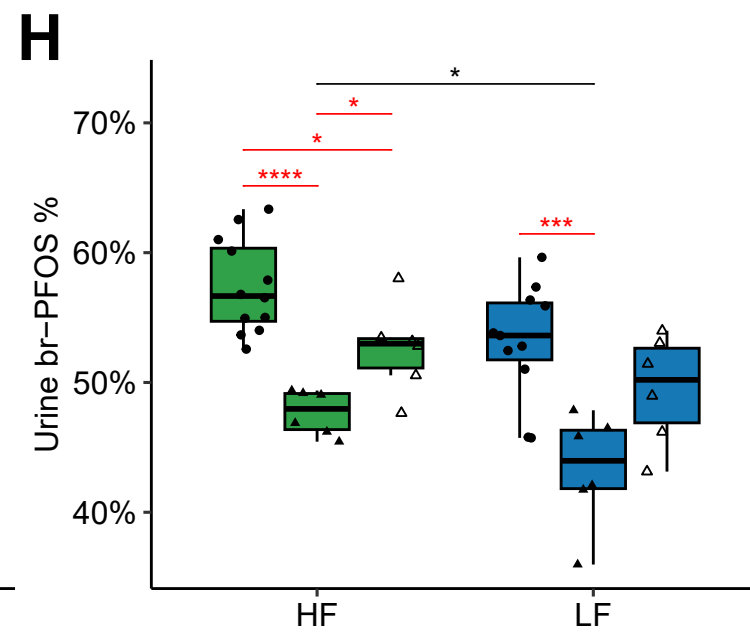 H
*
*
*
****
***
70%
60%
50%
40%
Urine br−PFOS %
HF
LF